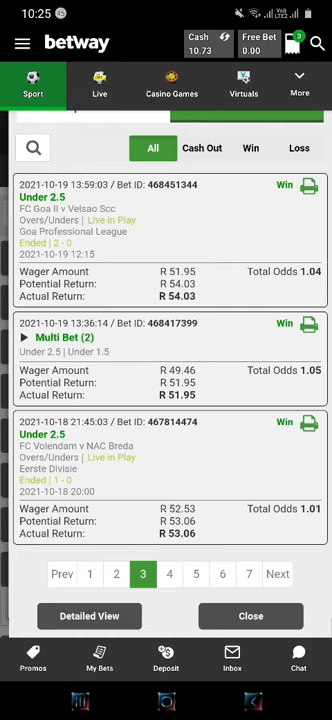 10:25 45
betway
Cash 10.73
Free Bet 0.00
0
Sport
Live
Casino Games
Virtuals
More
All
Cash Out
Win
Loss
2021-10-19 13:59:03 / Bet ID: 468451344 Win
Under 2.5
FC Goa II v Velsao Scc
Overs/Unders | Live in Play
Goa Professional League
Ended | 2 - 0
2021-10-19 12:15
Wager Amount R 51.95 Total Odds 1.04
Potential Return: R 54.03
Actual Return: R 54.03
2021-10-19 13:36:14 / Bet ID: 468417399 Win
Multi Bet (2)
Under 2.5 | Under 1.5
Wager Amount R 49.46 Total Odds 1.05
Potential Return: R 51.95
Actual Return: R 51.95
2021-10-18 21:45:03 / Bet ID: 467814474 Win
Under 2.5
FC Volendam v NAC Breda
Overs/Unders | Live in Play
Eerste Divisie
Ended | 1 - 0
2021-10-18 20:00
Wager Amount R 52.53 Total Odds 1.01
Potential Return: R 53.06
Actual Return: R 53.06
Prev 1 2 3 4 5 6 7 Next
Detailed View
Close
Promos
My Bets
Deposit
Inbox
Chat